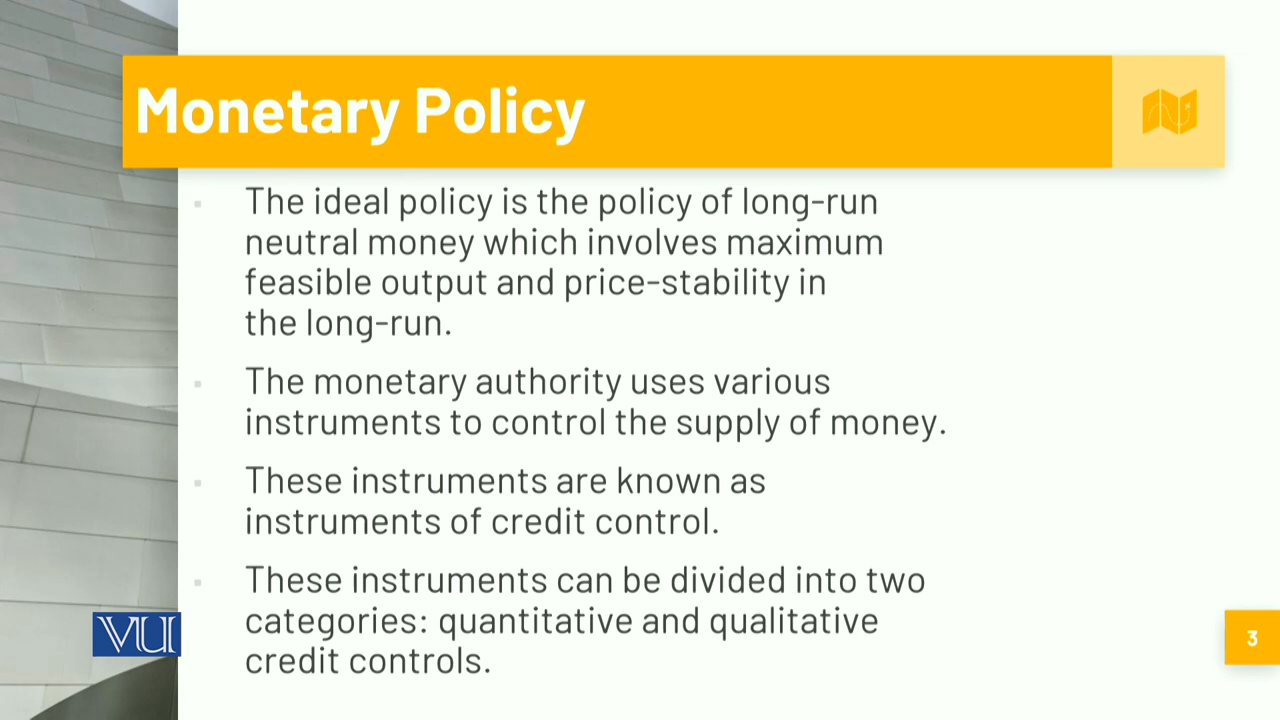 Monetary Policy
The ideal policy is the policy of long-run
neutral money which involves maximum
feasible output and price-stability in
the long-run.
The monetary authority uses various
instruments to control the supply of money.
These instruments are known as
instruments of credit control.
These instruments can be divided into two
categories: quantitative and qualitative
credit controls.
VU
3